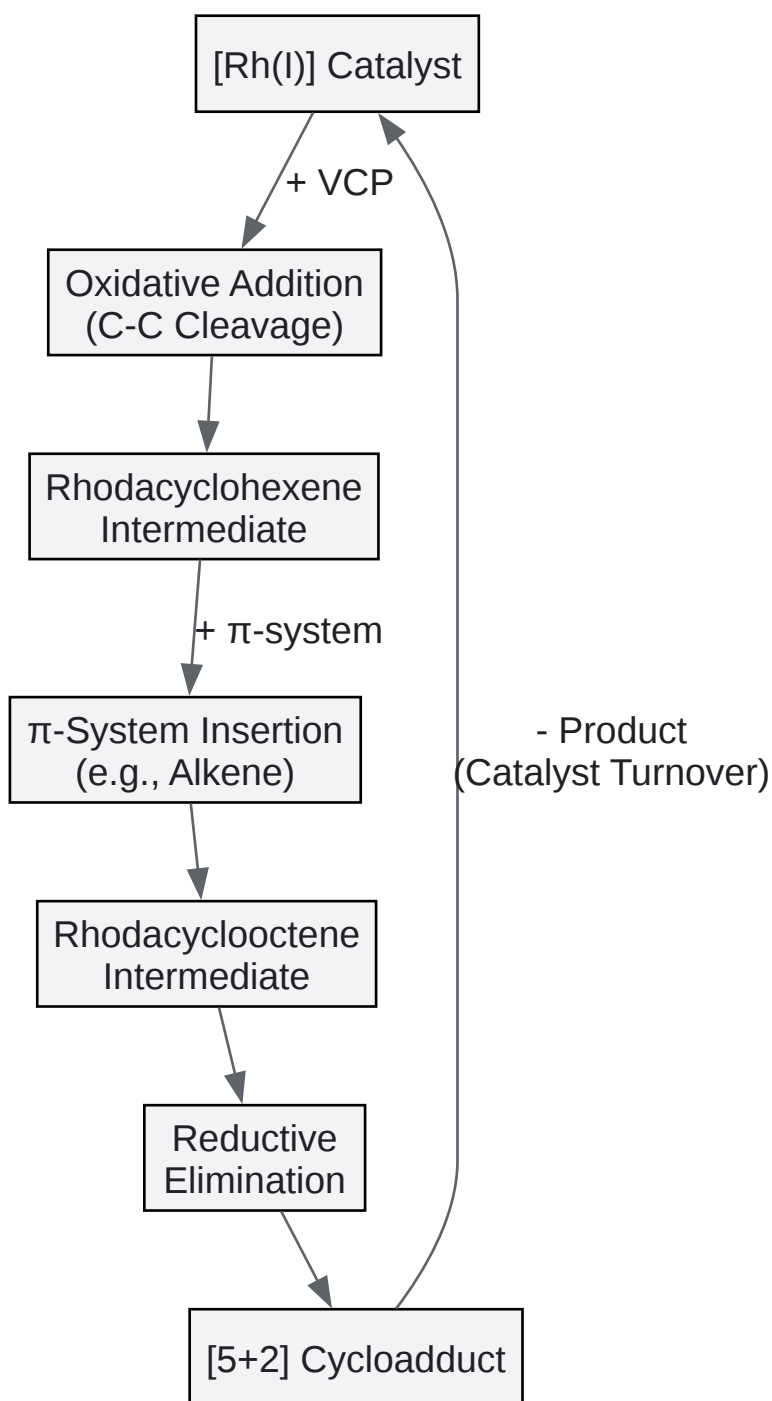 [Rh(I)] Catalyst
+ VCP
Oxidative Addition
(C-C Cleavage)
Rhodacyclohexene
Intermediate
+ π-system
π-System Insertion
(e.g., Alkene)
- Product
(Catalyst Turnover)
Rhodacyclooctene
Intermediate
Reductive
Elimination
[5+2] Cycloadduct